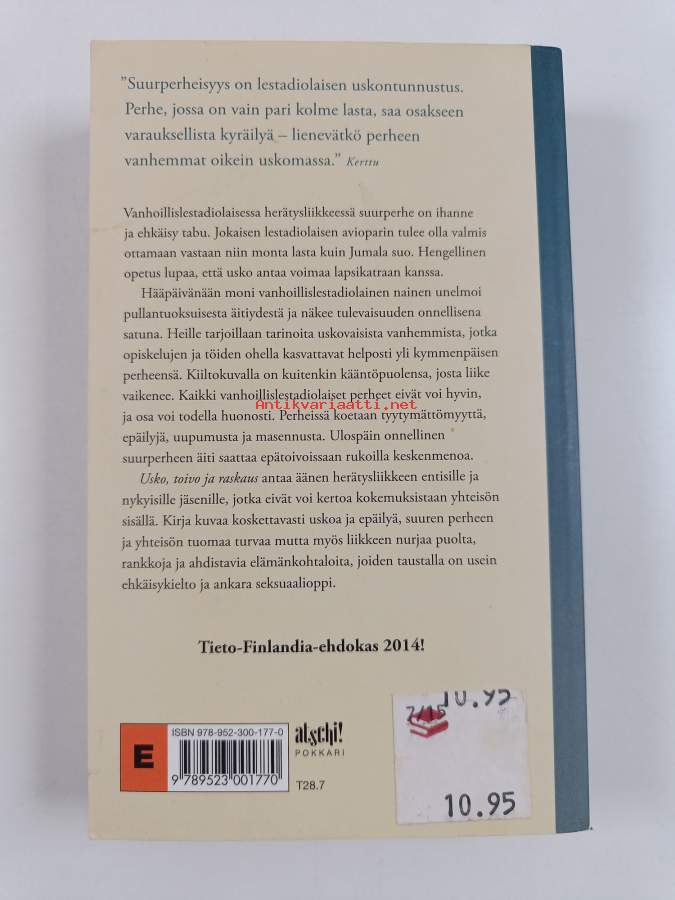 ”Suurperheisyys on lestadiolaisen uskontunnustus.
Perhe, jossa on vain pari kolme lasta, saa osakseen
varauksellista kyräilyä – lienevätkö perheen
vanhemmat oikein uskomassa.” Kerttu
Vanhoillislestadiolaisessa herätysliikkeessä suurperhe on ihanne
ja ehkäisy tabu. Jokaisen lestadiolaisen avioparin tulee olla valmis
ottamaan vastaan niin monta lasta kuin Jumala suo. Hengellinen
opetus lupaa, että usko antaa voimaa lapsikatraan kanssa.
Hääpäivänään moni vanhoillislestadiolainen nainen unelmoi
pullantuoksuisesta äitiydestä ja näkee tulevaisuuden onnellisena
satuna. Heille tarjoillaan tarinoita uskovaisista vanhemmista, jotka
opiskelujen ja töiden ohella kasvattavat helposti yli kymmenpäisen
perheensä. Kiiltokuvalla on kuitenkin kääntöpuolensa, josta liike
vaikenee. Kaikki vanhoillislestadiolaiset perheet eivät voi hyvin,
Antikvariaatti.net
ja osa voi todella huonosti. Perheissä koetaan tyytymättömyyttä,
epäilyjä, uupumusta ja masennusta. Ulospäin onnellinen
suurperheen äiti saattaa epätoivoissaan rukoilla keskenmenoa.
Usko, toivo ja raskaus antaa äänen herätysliikkeen entisille ja
nykyisille jäsenille, jotka eivät voi kertoa kokemuksistaan yhteisön
sisällä. Kirja kuvaa koskettavasti uskoa ja epäilyä, suuren perheen
ja yhteisön tuomaa turvaa mutta myös liikkeen nurjaa puolta,
rankkoja ja ahdistavia elämänkohtaloita, joiden taustalla on usein
ehkäisykielto ja ankara seksuaalioppi.
Tieto-Finlandia-ehdokas 2014!
ISBN 978-952-300-177-0
E
9 789523 001770
atschi!
POKKARI
T28.7
10.95
7/15
10.95